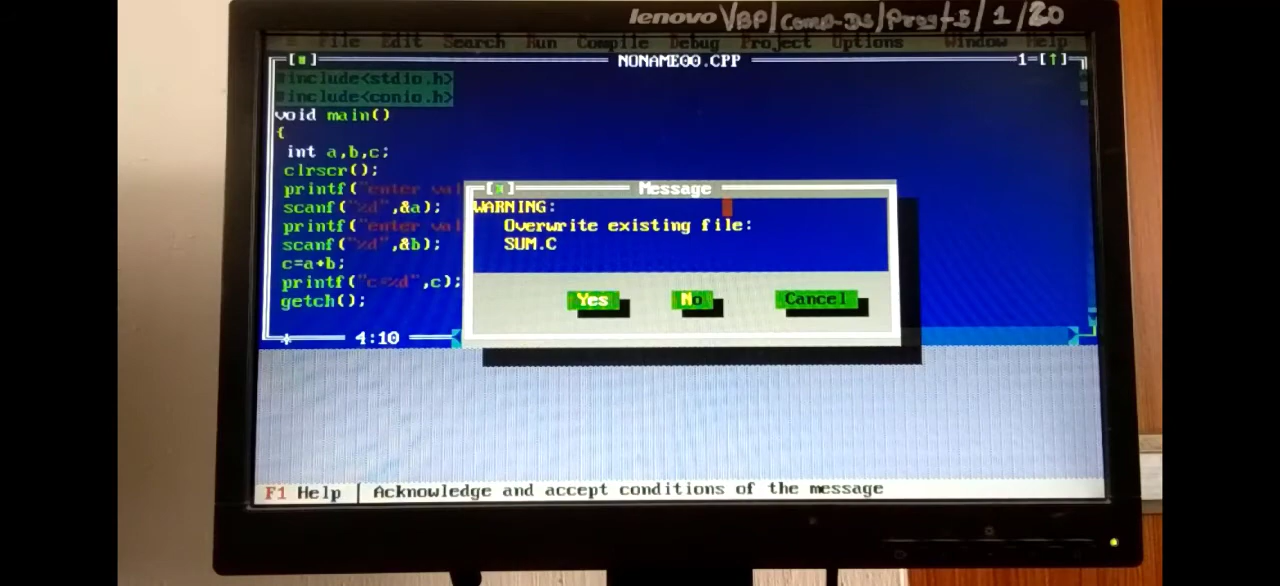 lenovo VBP/Comp-Ds/Prog-5/1/20
≡ File Edit Search Run Compile Debug Project Options Window Help
[■] NONAME00.CPP 1=[↑]
#include<stdio.h>
#include<conio.h>
void main()
{
int a,b,c;
clrscr();
printf("enter val
scanf("%d",&a);
printf("enter val
scanf("%d",&b);
c=a+b;
printf("c=%d",c);
getch();
* 4:10
Message
WARNING:
Overwrite existing file:
SUM.C
Yes No Cancel
F1 Help | Acknowledge and accept conditions of the message